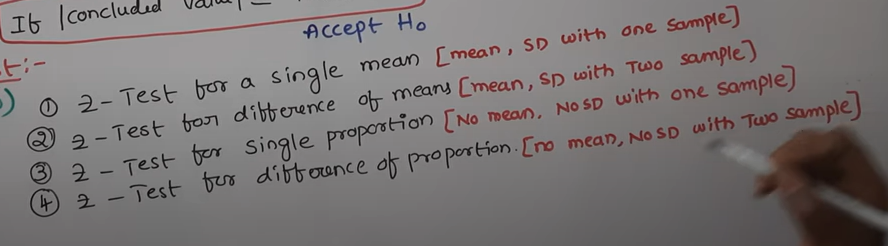 If |concluded value| =
Accept H₀
t:-
① Z-Test for a single mean [mean, SD with one sample]
② Z-Test for difference of means [mean, SD with Two sample]
③ Z-Test for single proportion [No mean, No SD with one sample]
④ Z-Test for difference of proportion. [no mean, No SD with Two sample]